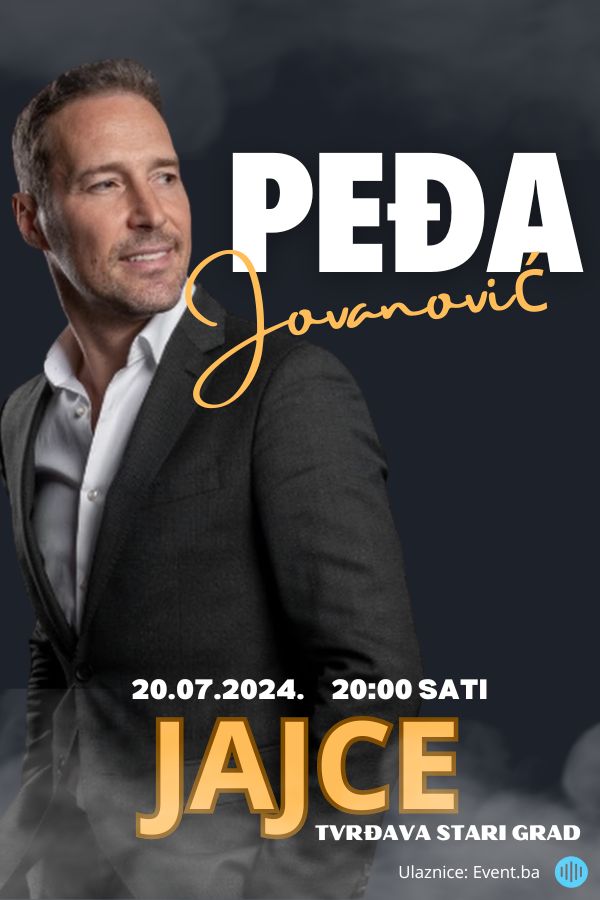 PEĐA
Jovanović
20.07.2024. 20:00 SATI
JAJCE
TVRĐAVA STARI GRAD
Ulaznice: Event.ba